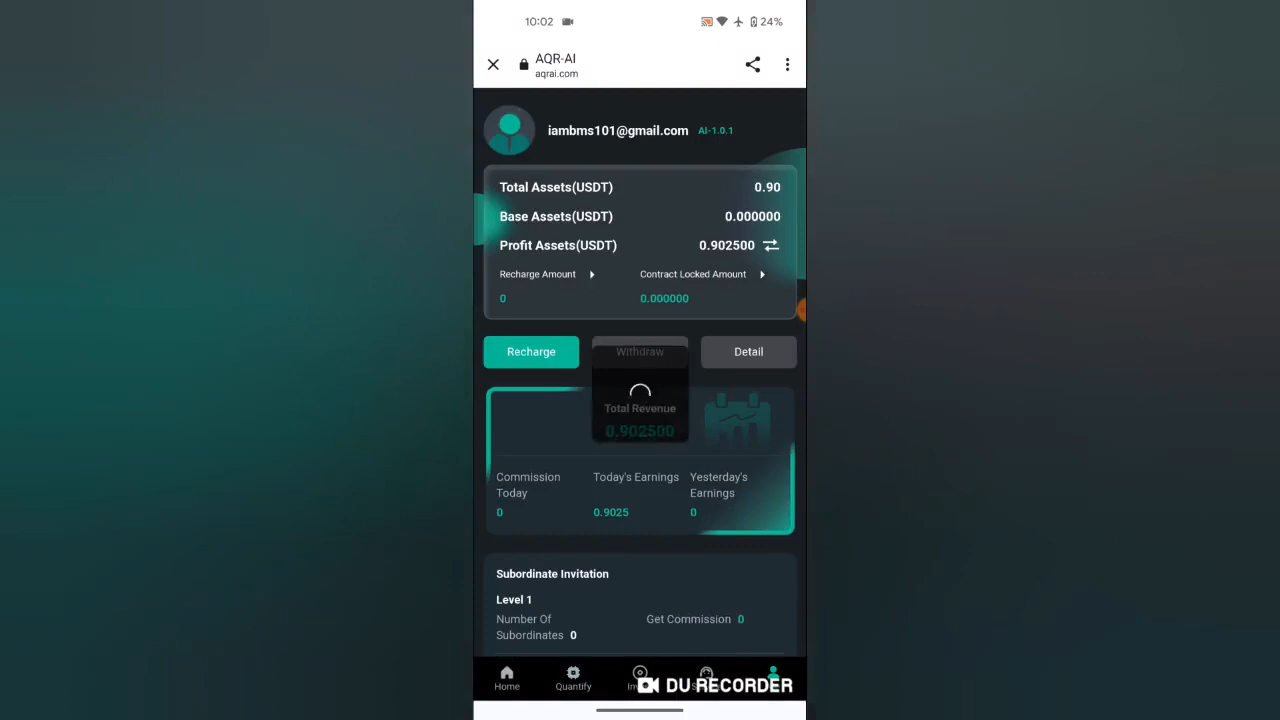 10:02
24%
AQR-AI
aqrai.com
iambms101@gmail.com AI-1.0.1
Total Assets(USDT) 0.90
Base Assets(USDT) 0.000000
Profit Assets(USDT) 0.902500
Recharge Amount Contract Locked Amount
0 0.000000
Recharge Withdraw Detail
Total Revenue
0.902500
Commission Today Today's Earnings Yesterday's Earnings
0 0.9025 0
Subordinate Invitation
Level 1
Number Of Subordinates 0 Get Commission 0
Home Quantify
DU RECORDER